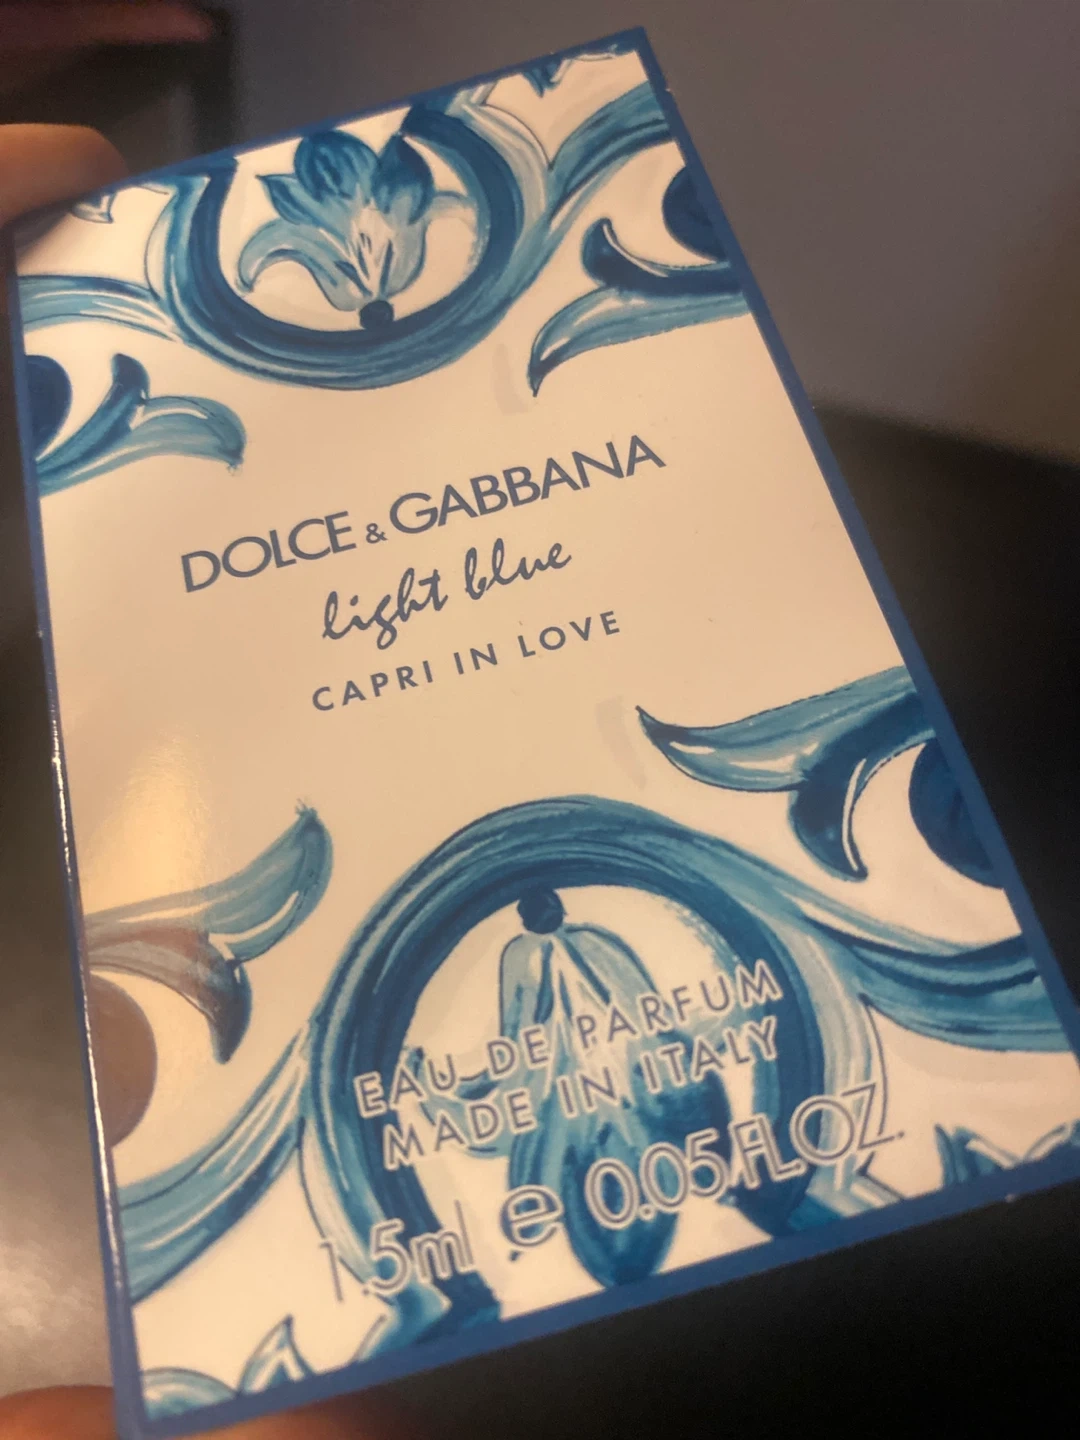 DOLCE & GABBANA
light blue
CAPRI IN LOVE
EAU DE PARFUM
MADE IN ITALY
1.5ml e 0.05 FL.OZ.